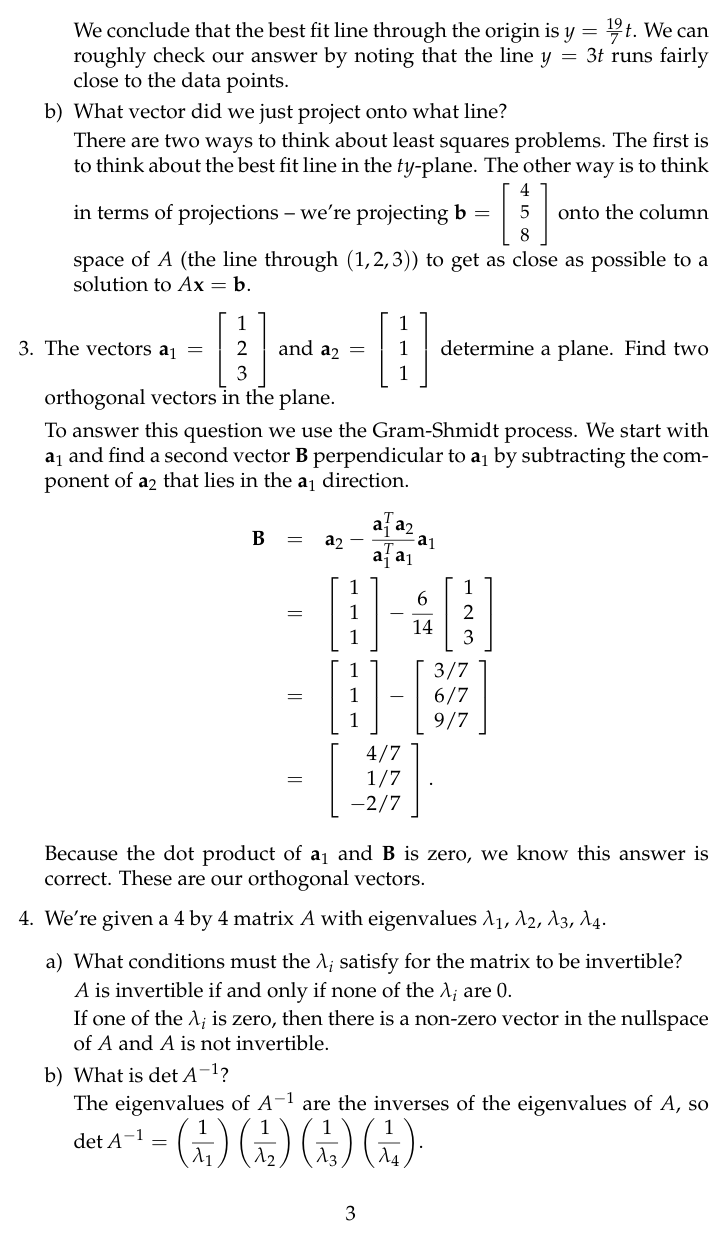 We conclude that the best fit line through the origin is y = 19/7 t. We can
roughly check our answer by noting that the line y = 3t runs fairly
close to the data points.
b) What vector did we just project onto what line?
There are two ways to think about least squares problems. The first is
to think about the best fit line in the ty-plane. The other way is to think
in terms of projections – we're projecting b = [ 4 5 8 ] onto the column
space of A (the line through (1, 2, 3)) to get as close as possible to a
solution to Ax = b.
3. The vectors a₁ = [ 1 2 3 ] and a₂ = [ 1 1 1 ] determine a plane. Find two
orthogonal vectors in the plane.
To answer this question we use the Gram-Shmidt process. We start with
a₁ and find a second vector B perpendicular to a₁ by subtracting the com-
ponent of a₂ that lies in the a₁ direction.
B = a₂ − (a₁ᵀa₂ / a₁ᵀa₁) a₁
= [ 1 1 1 ] − 6/14 [ 1 2 3 ]
= [ 1 1 1 ] − [ 3/7 6/7 9/7 ]
= [ 4/7 1/7 −2/7 ].
Because the dot product of a₁ and B is zero, we know this answer is
correct. These are our orthogonal vectors.
4. We're given a 4 by 4 matrix A with eigenvalues λ₁, λ₂, λ₃, λ₄.
a) What conditions must the λᵢ satisfy for the matrix to be invertible?
A is invertible if and only if none of the λᵢ are 0.
If one of the λᵢ is zero, then there is a non-zero vector in the nullspace
of A and A is not invertible.
b) What is det A⁻¹?
The eigenvalues of A⁻¹ are the inverses of the eigenvalues of A, so
det A⁻¹ = (1/λ₁) (1/λ₂) (1/λ₃) (1/λ₄).
3